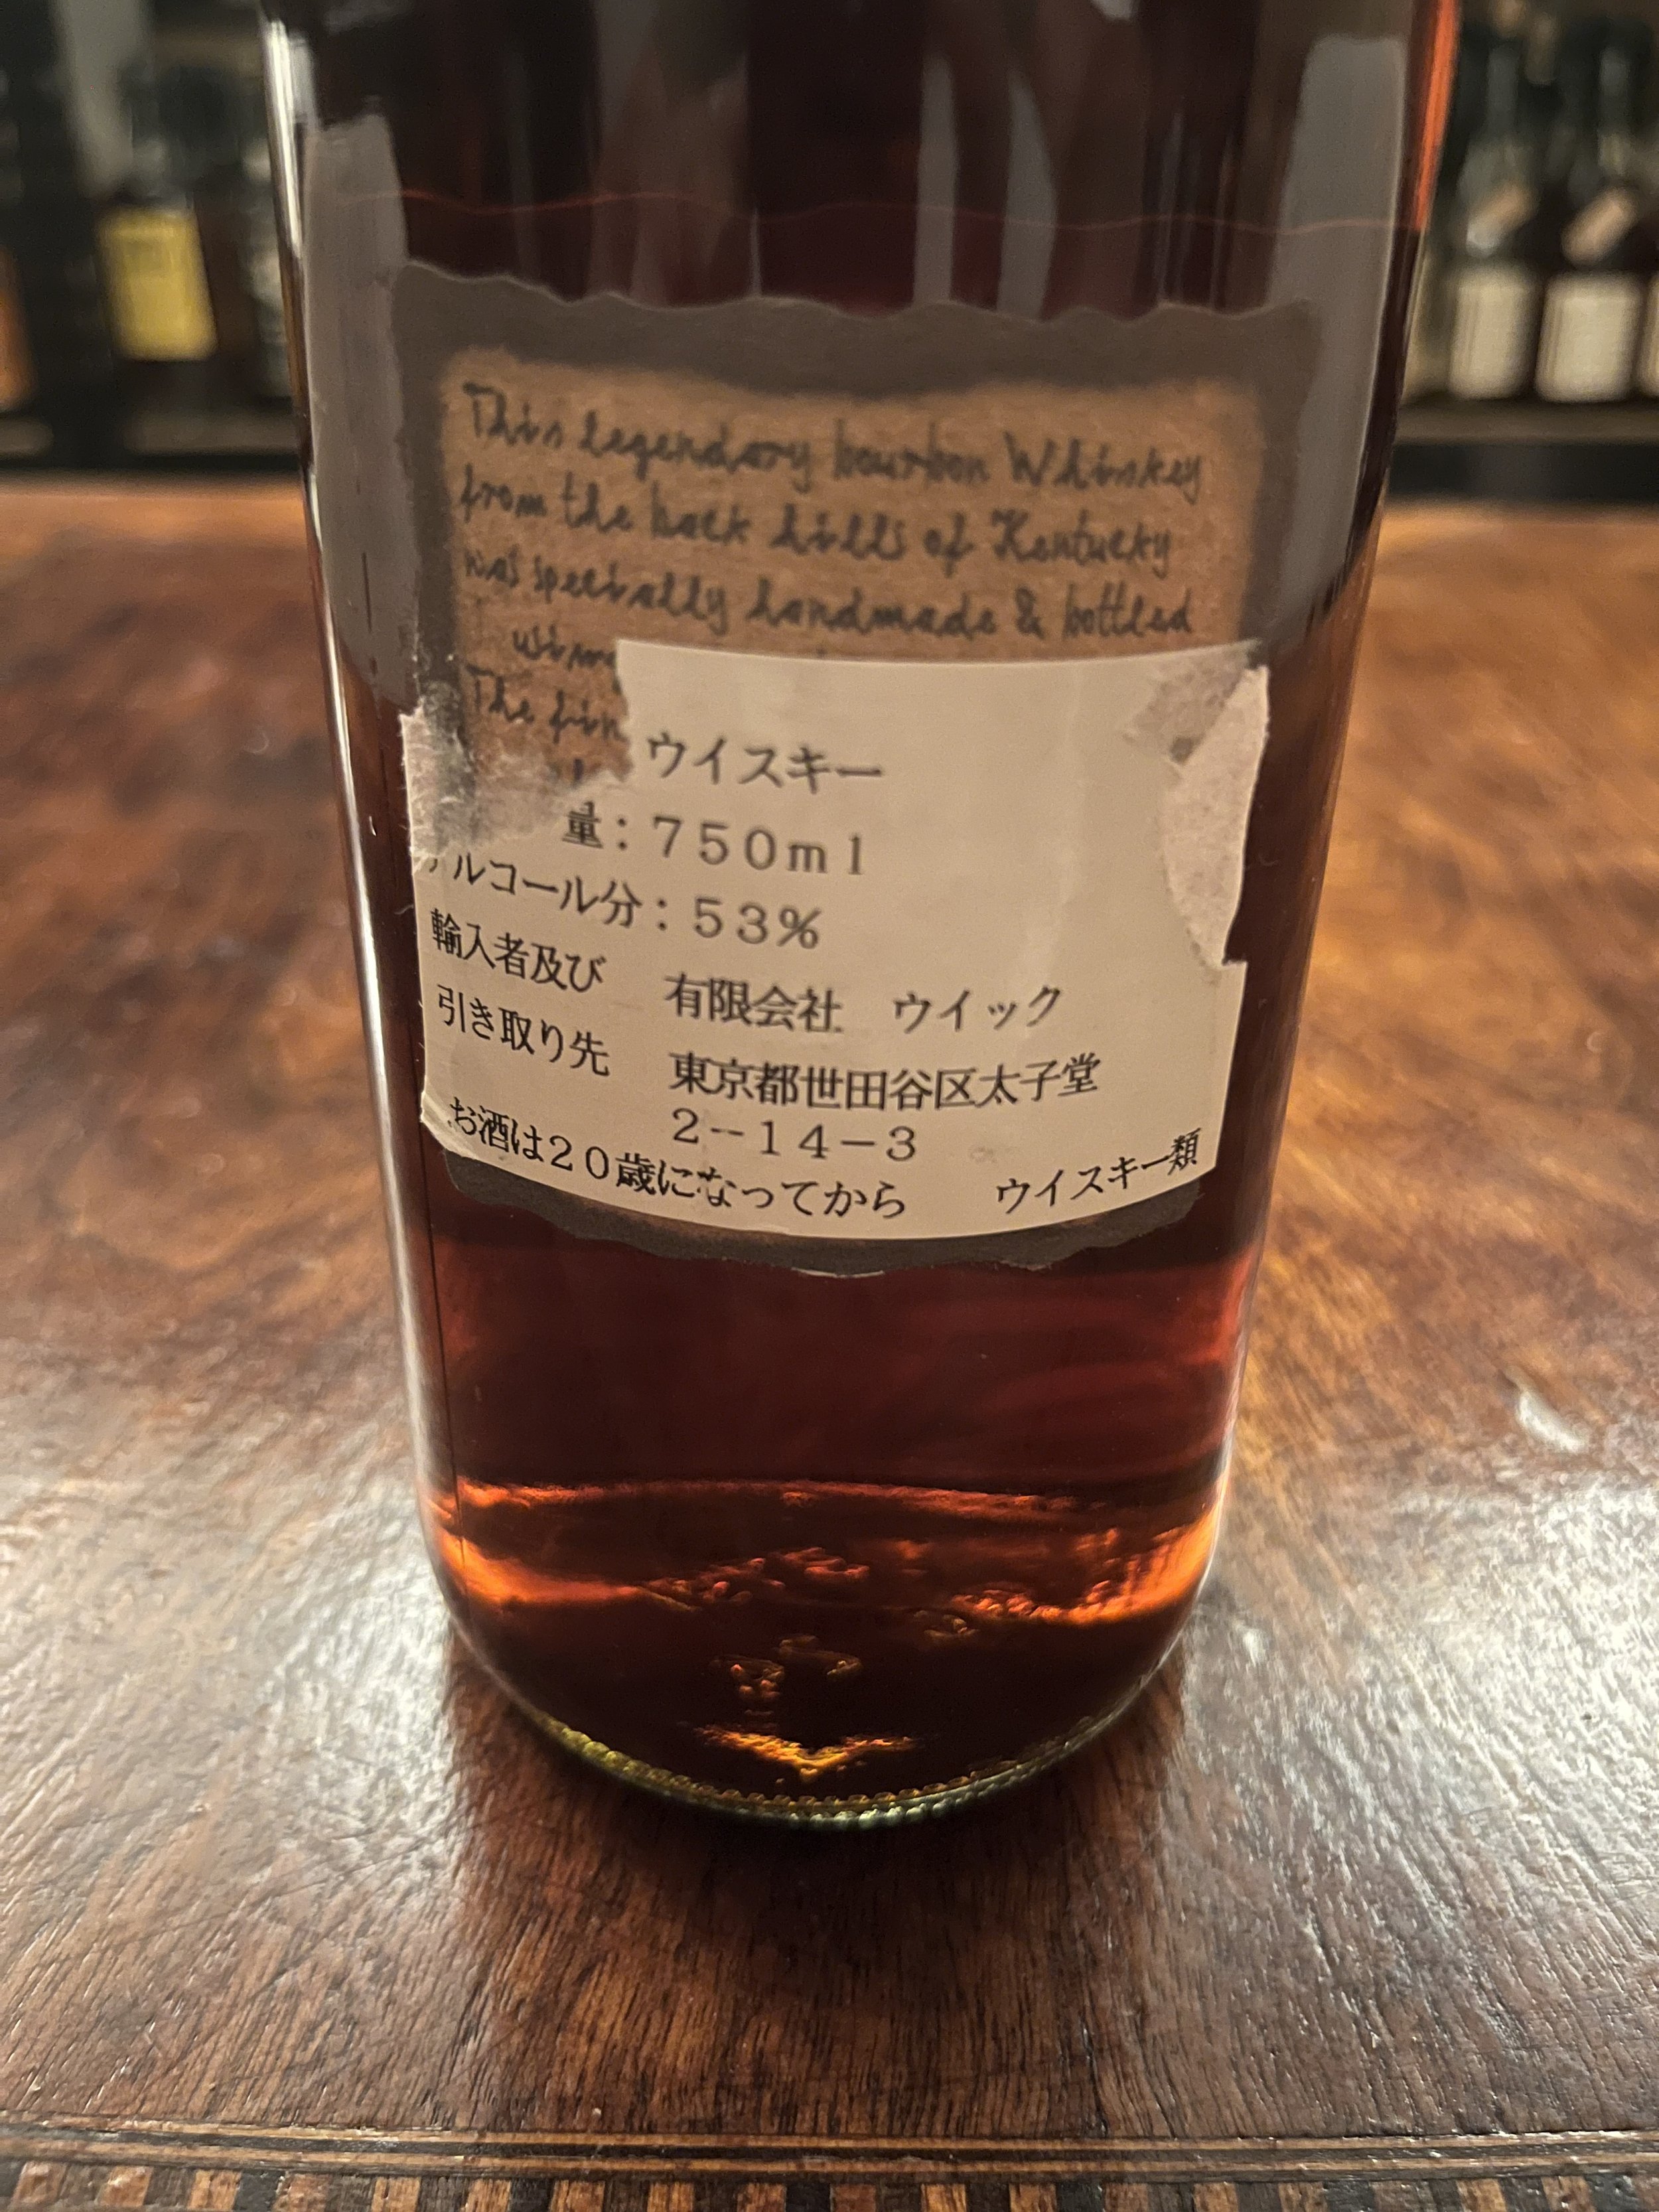 This legendary bourbon Whiskey
from the back hills of Kentucky
was specially handmade & bottled
using
The fin
ウイスキー
量：750ml
アルコール分：53%
輸入者及び 有限会社 ウイック
引き取り先 東京都世田谷区太子堂
2－14－3
お酒は20歳になってから ウイスキー類